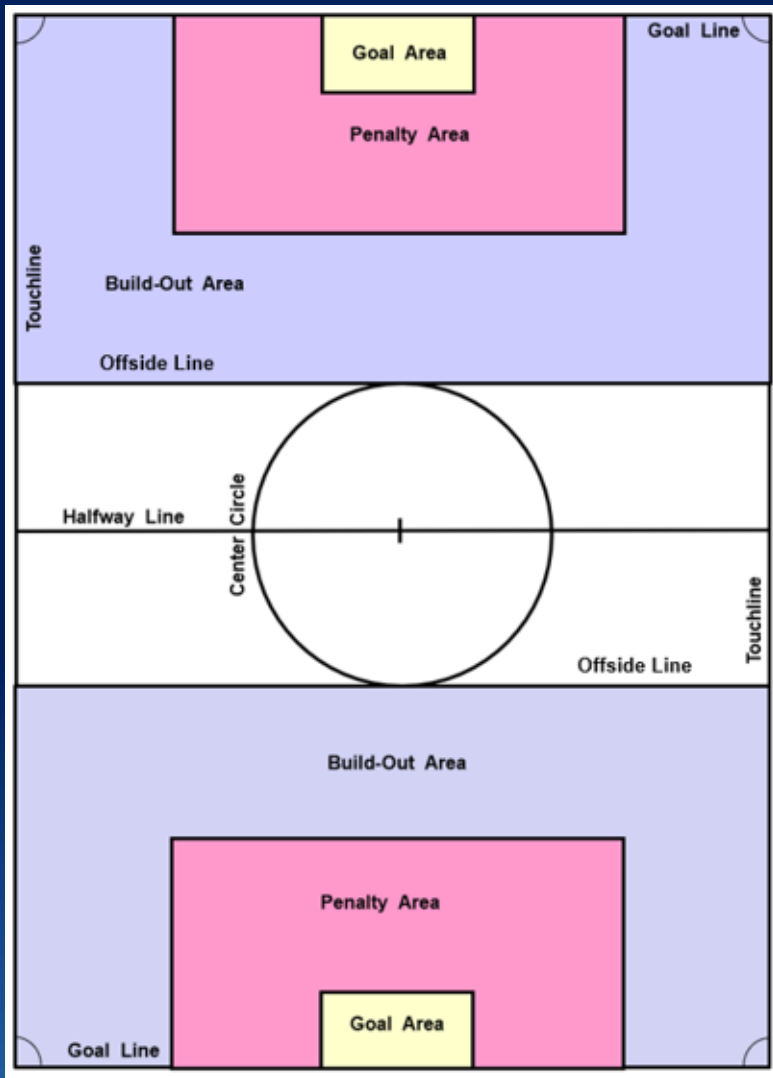 Goal Line
Goal Area
Penalty Area
Touchline
Build-Out Area
Offside Line
Center Circle
Halfway Line
Touchline
Offside Line
Build-Out Area
Penalty Area
Goal Area
Goal Line